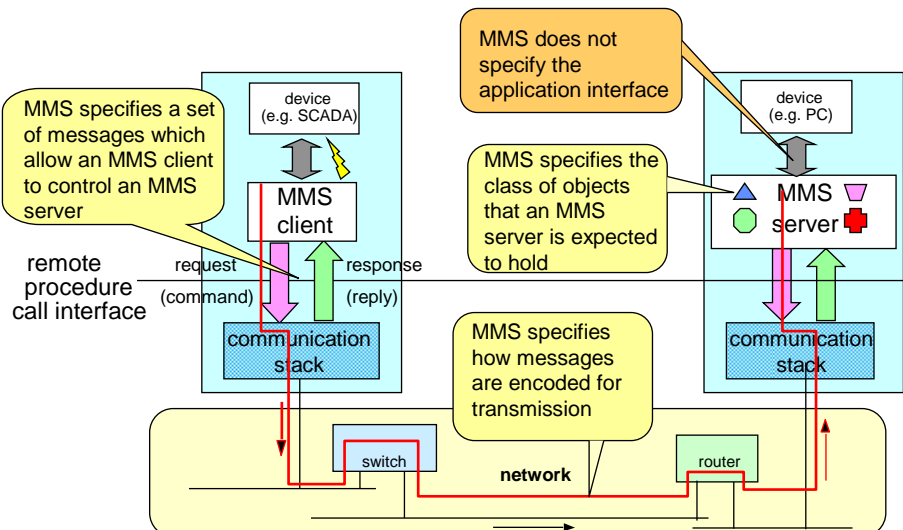 MMS does not
specify the
application interface
MMS specifies a
set of messages which
allow an MMS client
to control an MMS
server
device
(e.g. SCADA)
device
(e.g. PC)
MMS specifies the
class of objects
that an MMS
server is expected
to hold
MMS
client
MMS
server
remote
procedure
call interface
request
(command)
response
(reply)
communication
stack
MMS specifies
how messages
are encoded for
transmission
communication
stack
switch
network
router